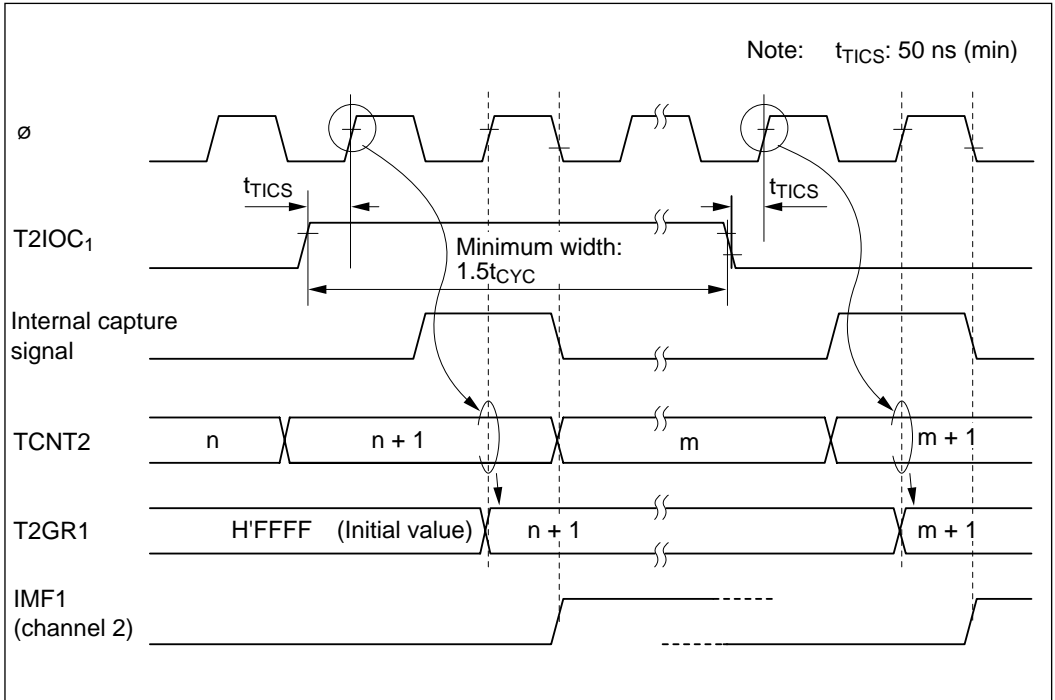 Note: tTICS: 50 ns (min)
ø
tTICS
tTICS
T2IOC1
Minimum width:
1.5tCYC
Internal capture
signal
TCNT2
n
n + 1
m
m + 1
T2GR1
H'FFFF (Initial value)
n + 1
m + 1
IMF1
(channel 2)